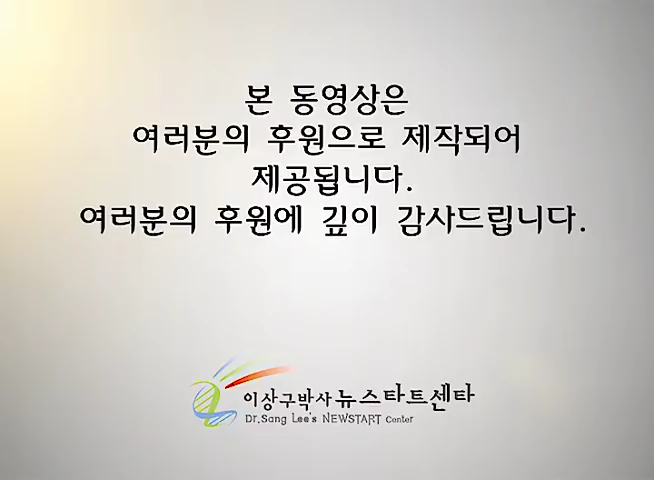 본 동영상은
여러분의 후원으로 제작되어
제공됩니다.
여러분의 후원에 깊이 감사드립니다.
이상구박사 뉴스타트센타
Dr.Sang Lee's NEWSTART Center